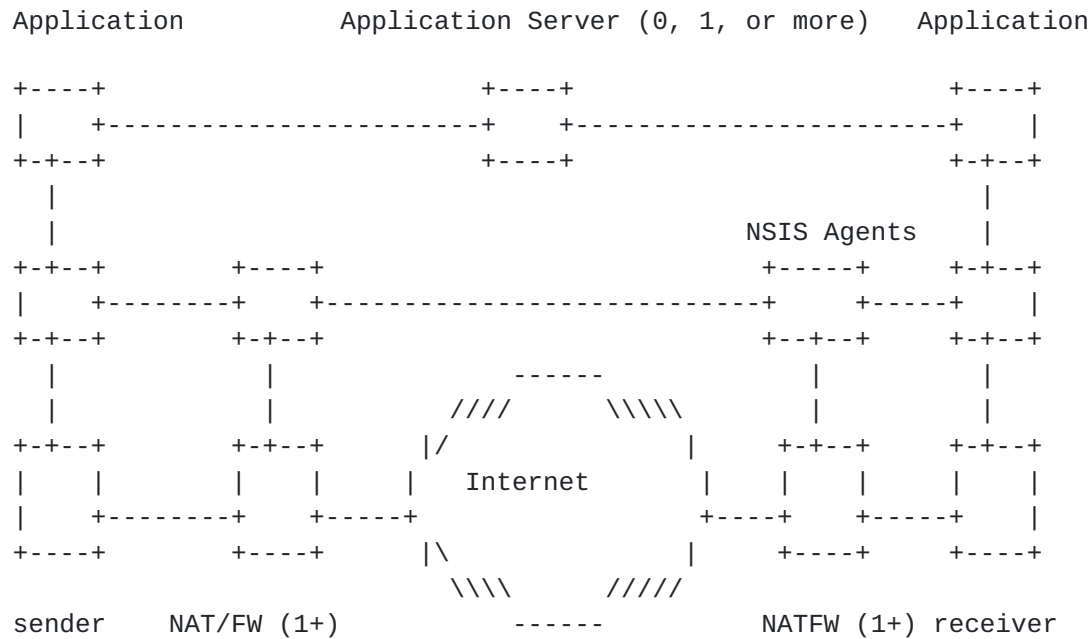 Application Application Server (0, 1, or more) Application
NSIS Agents
Internet
sender NAT/FW (1+) NATFW (1+) receiver